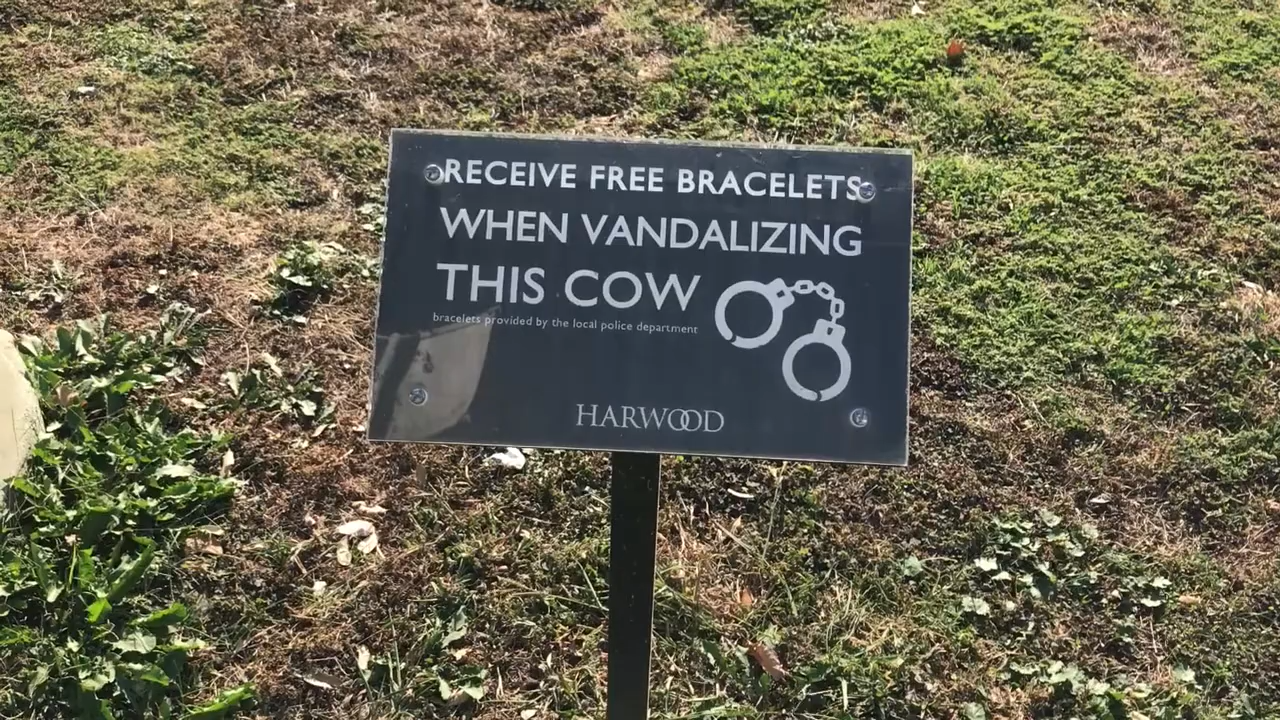 RECEIVE FREE BRACELETS
WHEN VANDALIZING
THIS COW
bracelets provided by the local police department
HARWOOD